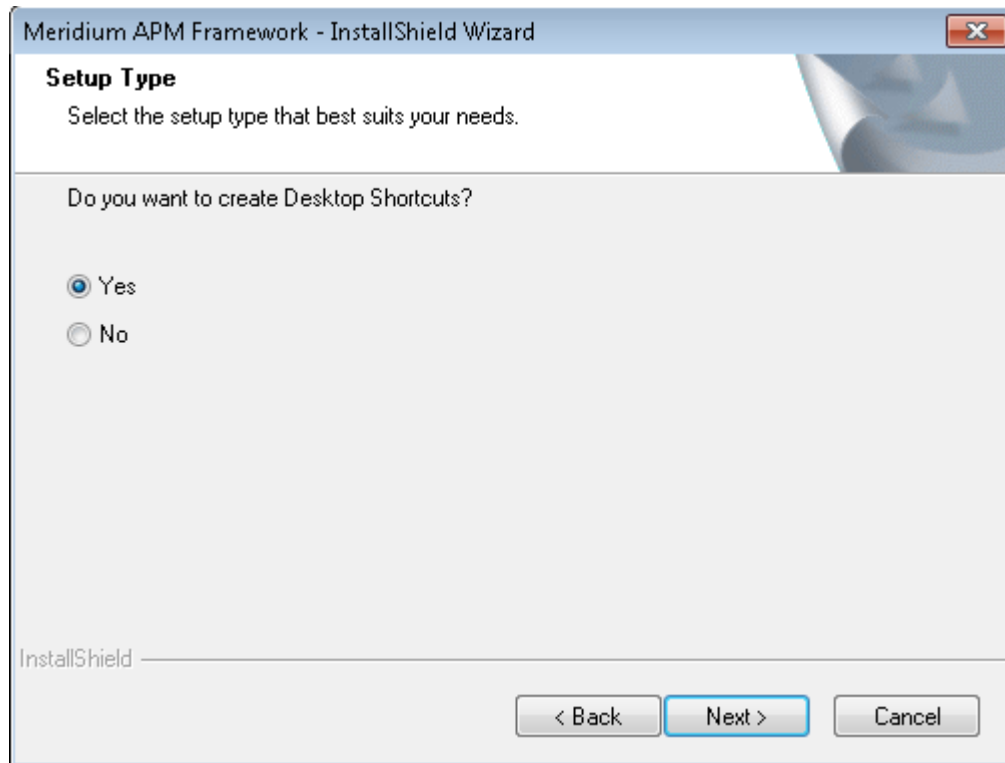 Meridium APM Framework - InstallShield Wizard
Setup Type
Select the setup type that best suits your needs.
Do you want to create Desktop Shortcuts?
Yes
No
InstallShield
< Back Next > Cancel